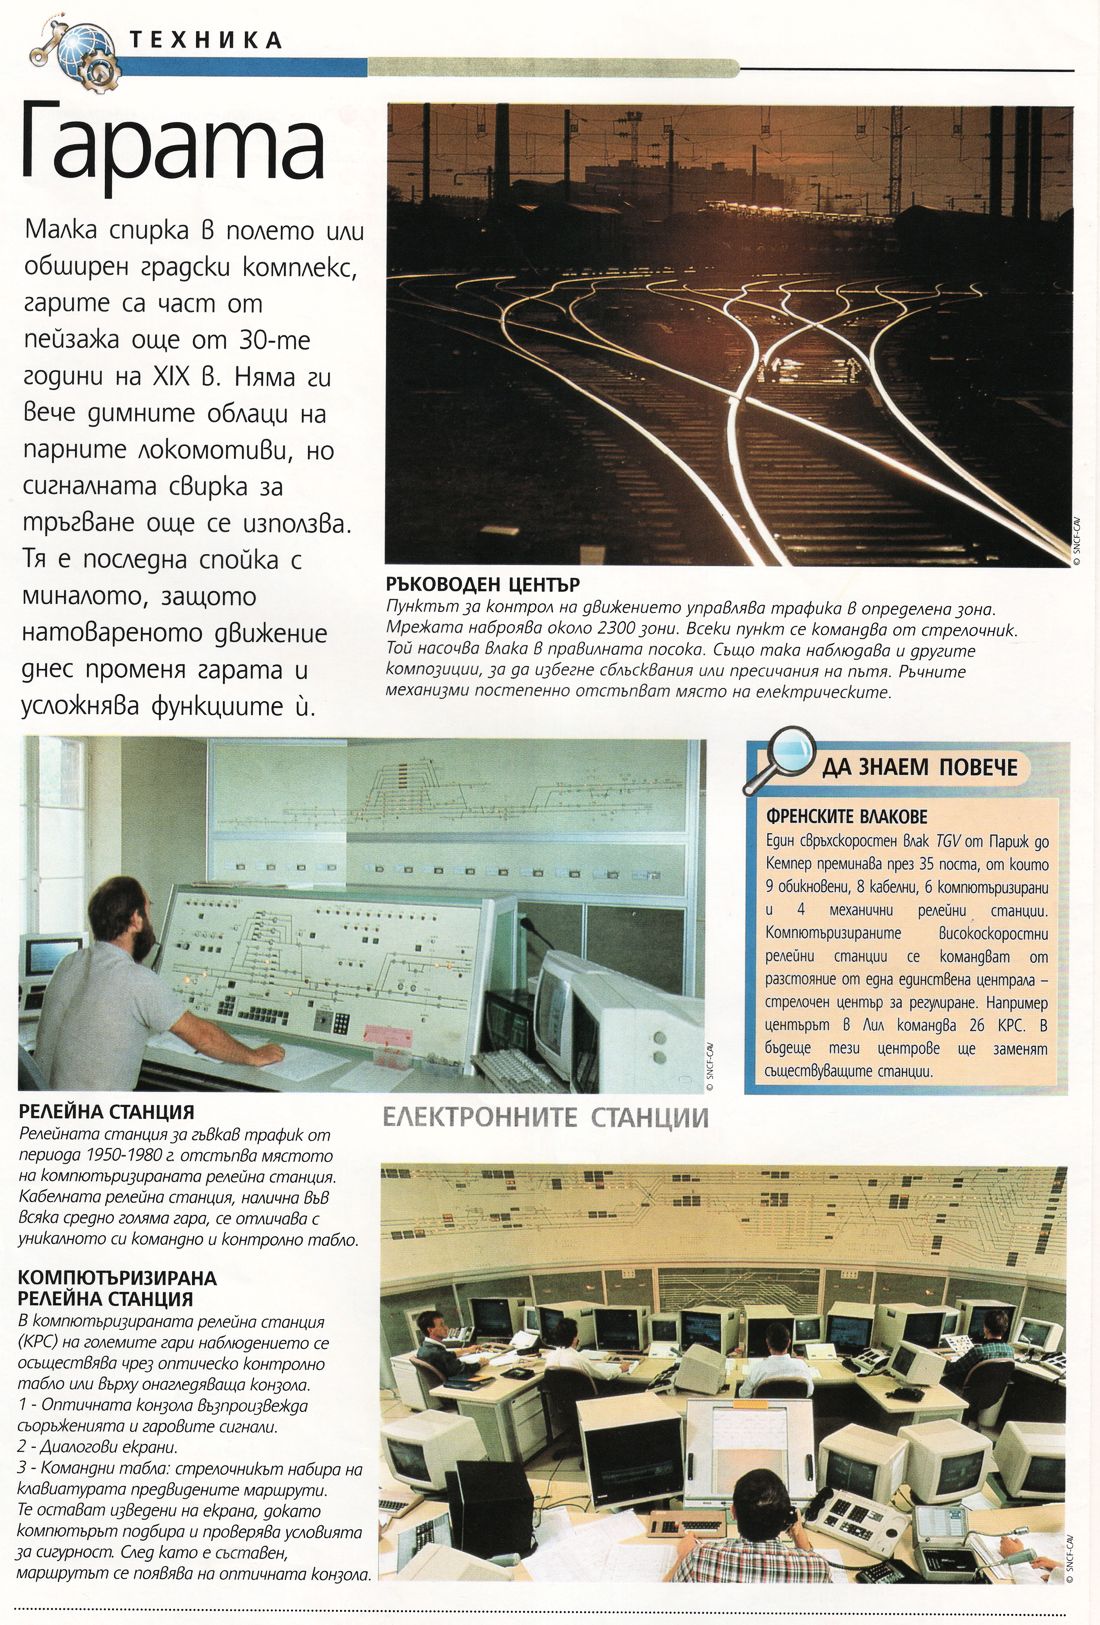 ТЕХНИКА
Гарата
Малка спирка в полето или
обширен градски комплекс,
гарите са част от
пейзажа още от 30-те
години на XIX в. Няма ги
вече димните облаци на
парните локомотиви, но
сигналната свирка за
тръгване още се използва.
Тя е последна спойка с
миналото, защото
натовареното движение
днес променя гарата и
усложнява функциите ѝ.
© SNCF-CAV
РЪКОВОДЕН ЦЕНТЪР
Пунктът за контрол на движението управлява трафика в определена зона.
Мрежата наброява около 2300 зони. Всеки пункт се командва от стрелочник.
Той насочва влака в правилната посока. Също така наблюдава и другите
композиции, за да избегне сблъсквания или пресичания на пътя. Ръчните
механизми постепенно отстъпват място на електрическите.
© SNCF-CAV
ДА ЗНАЕМ ПОВЕЧЕ
ФРЕНСКИТЕ ВЛАКОВЕ
Един свръхскоростен влак TGV от Париж до
Кемпер преминава през 35 поста, от които
9 обикновени, 8 кабелни, 6 компютъризирани
и 4 механични релейни станции.
Компютъризираните високоскоростни
релейни станции се командват от
разстояние от една единствена централа –
стрелочен център за регулиране. Например
центърът в Лил командва 26 КРС. В
бъдеще тези центрове ще заменят
съществуващите станции.
РЕЛЕЙНА СТАНЦИЯ
Релейната станция за гъвкав трафик от
периода 1950-1980 г. отстъпва мястото
на компютъризираната релейна станция.
Кабелната релейна станция, налична във
всяка средно голяма гара, се отличава с
уникалното си командно и контролно табло.
КОМПЮТЪРИЗИРАНА
РЕЛЕЙНА СТАНЦИЯ
В компютъризираната релейна станция
(КРС) на големите гари наблюдението се
осъществява чрез оптическо контролно
табло или върху онагледяваща конзола.
1 - Оптичната конзола възпроизвежда
съоръженията и гаровите сигнали.
2 - Диалогови екрани.
3 - Командни табла: стрелочникът набира на
клавиатурата предвидените маршрути.
Те остават изведени на екрана, докато
компютърът подбира и проверява условията
за сигурност. След като е съставен,
маршрутът се появява на оптичната конзола.
ЕЛЕКТРОННИТЕ СТАНЦИИ
© SNCF-CAV